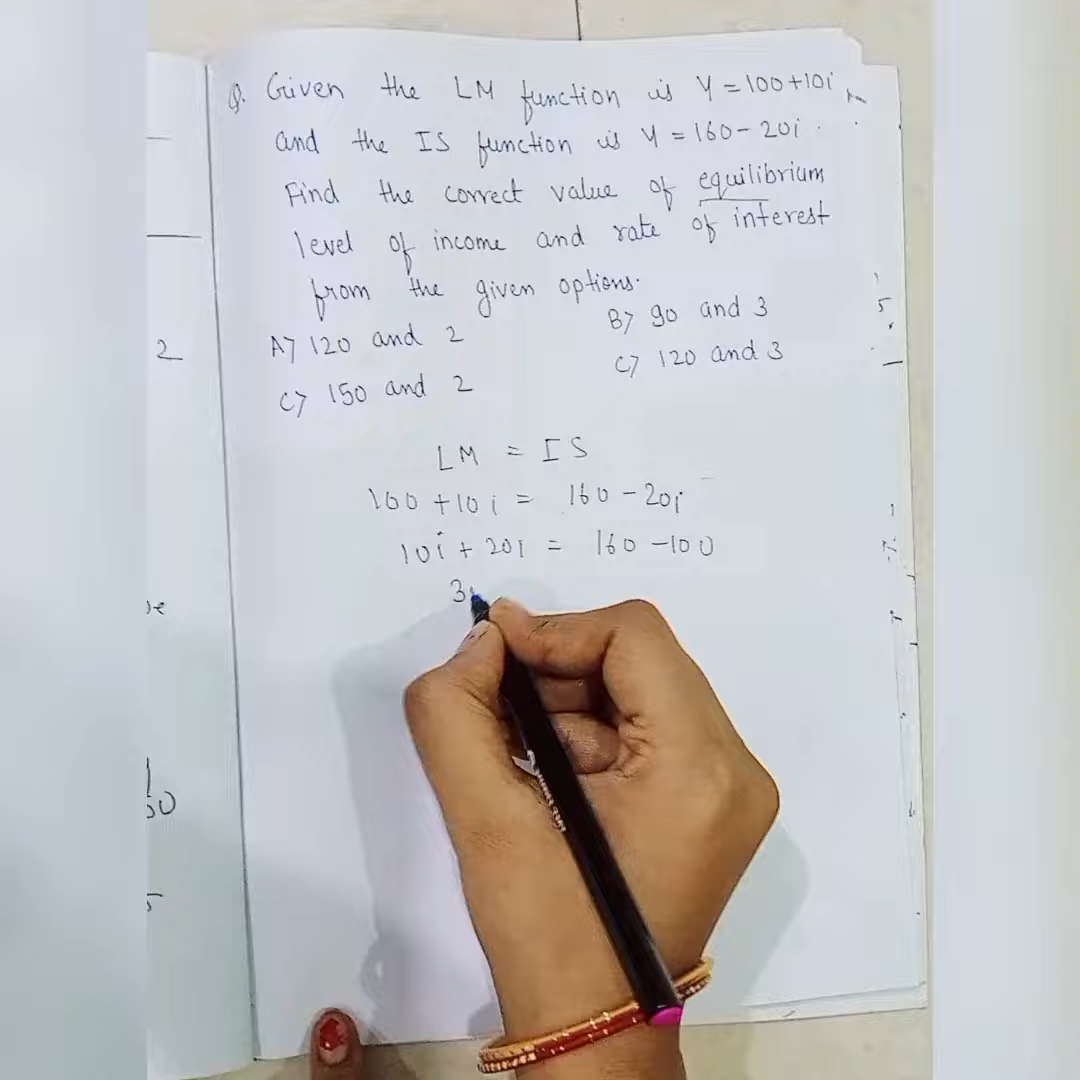 Q. Given the LM function is Y = 100 + 10i
and the IS function is Y = 160 - 20i.
Find the correct value of equilibrium
level of income and rate of interest
from the given options.
A> 120 and 2
B> 90 and 3
C> 150 and 2
C> 120 and 3
LM = IS
100 + 10i = 160 - 20i
10i + 20i = 160 - 100
3
2